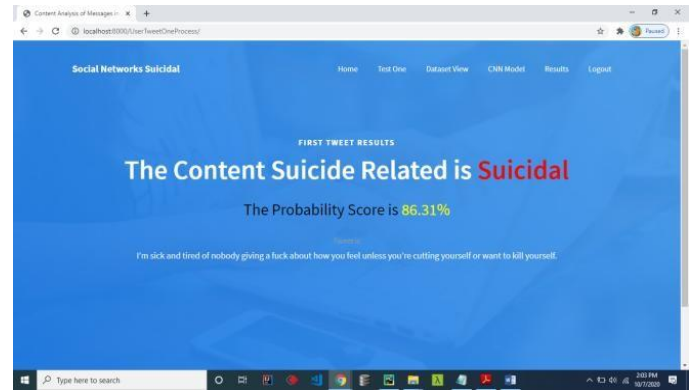 Content Analysis of Messages in
localhost:8000/UserTweetOneProcess/
Paused
Social Networks Suicidal
Home Test One Dataset View CNN Model Results Logout
FIRST TWEET RESULTS
The Content Suicide Related is Suicidal
The Probability Score is 86.31%
Tweet is
I'm sick and tired of nobody giving a fuck about how you feel unless you're cutting yourself or want to kill yourself.
Type here to search
2:03 PM
10/7/2020